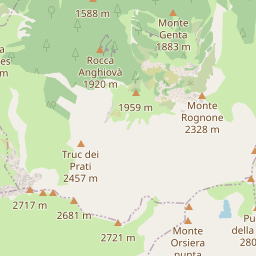 1588 m
Monte
Genta
1883 m
es
m
Rocca
Anghiovà
1920 m
1959 m
Monte
Rognone
2328 m
Truc dei
Prati
2457 m
2717 m
2681 m
2721 m
Monte
Orsiera
punta
Pu
della
280